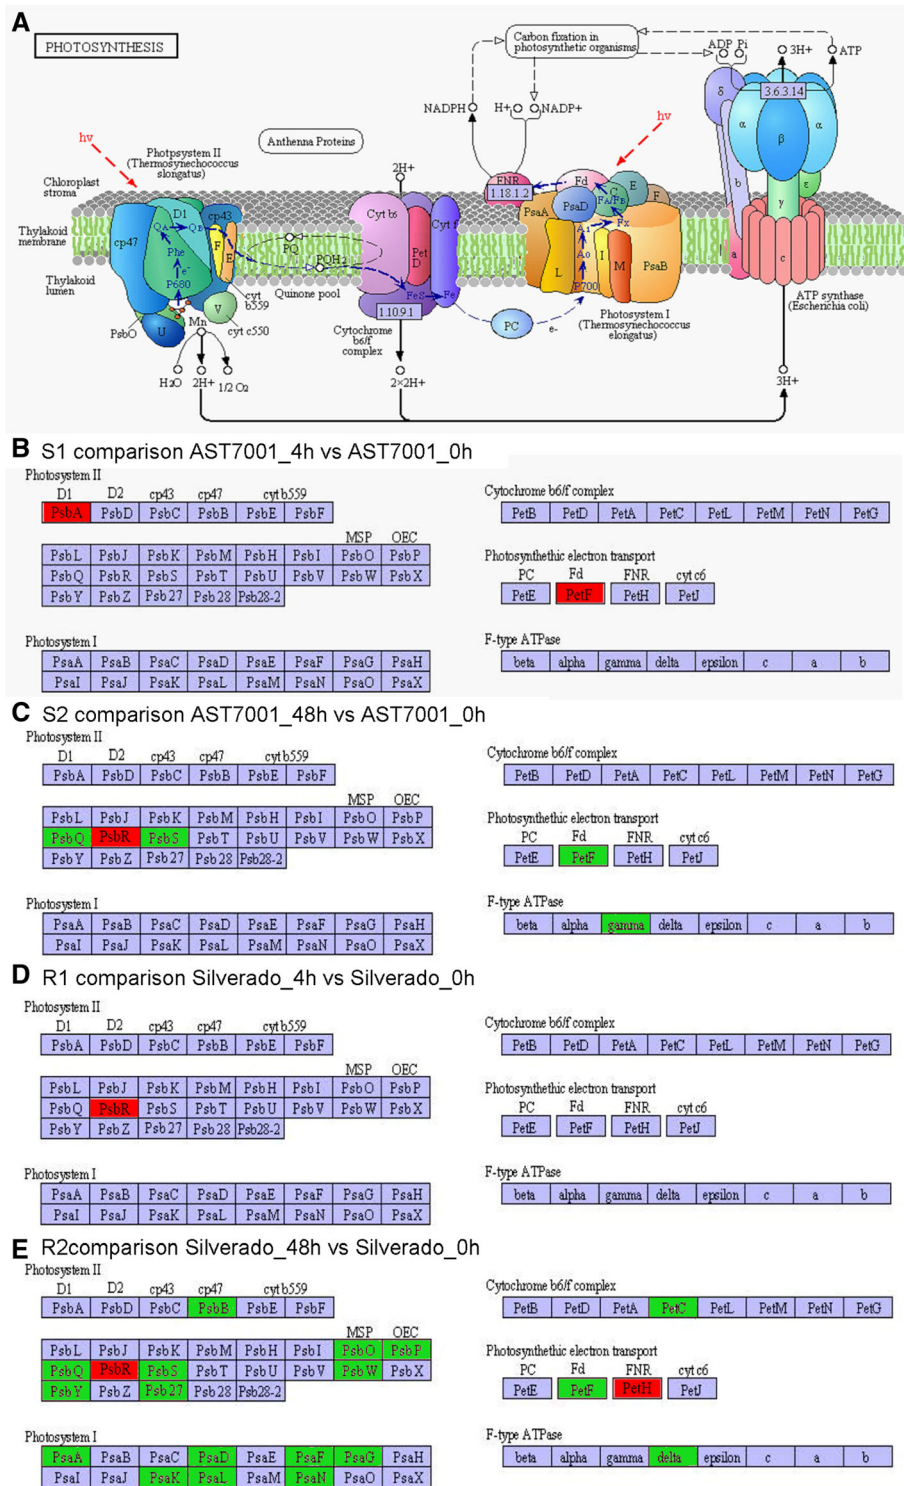 A
PHOTOSYNTHESIS
Carbon fixation in
photosynthetic organisms
ADP Pi
3H+
ATP
NADPH
H+
NADP+
3.6.3.14
hν
hν
Anthenna Proteins
Photpsystem II
(Thermosynechococcus
elongatus)
Chloroplast
stroma
2H+
FNR
1.18.1.2
Fd
C
E
F
FA/FB
PsaD
PsaA
δ
α
β
α
b
ε
γ
D1
cp43
cp47
QA
QB
Phe
e-
P680
F
E
Thylakoid
membrane
PQ
PQH2
Cyt b6
Pet
D
Cyt f
Fx
A1
A0
L
I
M
PsaB
P700
a
c
Thylakoid
lumen
Quinone pool
FeS
Fe
1.10.9.1
cyt
b559
V
cyt c550
PsbO
U
Mn
Cytochrome
b6/f
complex
PC
e-
Photosystem I
(Thermosynechococcus
elongatus)
ATP synthase
(Escherichia coli)
H2O
2H+
1/2 O2
2×2H+
3H+
B S1 comparison AST7001_4h vs AST7001_0h
Photosystem II
D1 D2 cp43 cp47 cyt b559
PsbA PsbD PsbC PsbB PsbE PsbF
MSP OEC
PsbL PsbJ PsbK PsbM PsbH PsbI PsbO PsbP
PsbQ PsbR PsbS PsbT PsbU PsbV PsbW PsbX
PsbY PsbZ Psb27 Psb28 Psb28-2
Photosystem I
PsaA PsaB PsaC PsaD PsaE PsaF PsaG PsaH
PsaI PsaJ PsaK PsaL PsaM PsaN PsaO PsaX
Cytochrome b6/f complex
PetB PetD PetA PetC PetL PetM PetN PetG
Photosynthethic electron transport
PC Fd FNR cyt c6
PetE PetF PetH PetJ
F-type ATPase
beta alpha gamma delta epsilon c a b
C S2 comparison AST7001_48h vs AST7001_0h
Photosystem II
D1 D2 cp43 cp47 cyt b559
PsbA PsbD PsbC PsbB PsbE PsbF
MSP OEC
PsbL PsbJ PsbK PsbM PsbH PsbI PsbO PsbP
PsbQ PsbR PsbS PsbT PsbU PsbV PsbW PsbX
PsbY PsbZ Psb27 Psb28 Psb28-2
Photosystem I
PsaA PsaB PsaC PsaD PsaE PsaF PsaG PsaH
PsaI PsaJ PsaK PsaL PsaM PsaN PsaO PsaX
Cytochrome b6/f complex
PetB PetD PetA PetC PetL PetM PetN PetG
Photosynthethic electron transport
PC Fd FNR cyt c6
PetE PetF PetH PetJ
F-type ATPase
beta alpha gamma delta epsilon c a b
D R1 comparison Silverado_4h vs Silverado_0h
Photosystem II
D1 D2 cp43 cp47 cyt b559
PsbA PsbD PsbC PsbB PsbE PsbF
MSP OEC
PsbL PsbJ PsbK PsbM PsbH PsbI PsbO PsbP
PsbQ PsbR PsbS PsbT PsbU PsbV PsbW PsbX
PsbY PsbZ Psb27 Psb28 Psb28-2
Photosystem I
PsaA PsaB PsaC PsaD PsaE PsaF PsaG PsaH
PsaI PsaJ PsaK PsaL PsaM PsaN PsaO PsaX
Cytochrome b6/f complex
PetB PetD PetA PetC PetL PetM PetN PetG
Photosynthethic electron transport
PC Fd FNR cyt c6
PetE PetF PetH PetJ
F-type ATPase
beta alpha gamma delta epsilon c a b
E R2comparison Silverado_48h vs Silverado_0h
Photosystem II
D1 D2 cp43 cp47 cyt b559
PsbA PsbD PsbC PsbB PsbE PsbF
MSP OEC
PsbL PsbJ PsbK PsbM PsbH PsbI PsbO PsbP
PsbQ PsbR PsbS PsbT PsbU PsbV PsbW PsbX
PsbY PsbZ Psb27 Psb28 Psb28-2
Photosystem I
PsaA PsaB PsaC PsaD PsaE PsaF PsaG PsaH
PsaI PsaJ PsaK PsaL PsaM PsaN PsaO PsaX
Cytochrome b6/f complex
PetB PetD PetA PetC PetL PetM PetN PetG
Photosynthethic electron transport
PC Fd FNR cyt c6
PetE PetF PetH PetJ
F-type ATPase
beta alpha gamma delta epsilon c a b